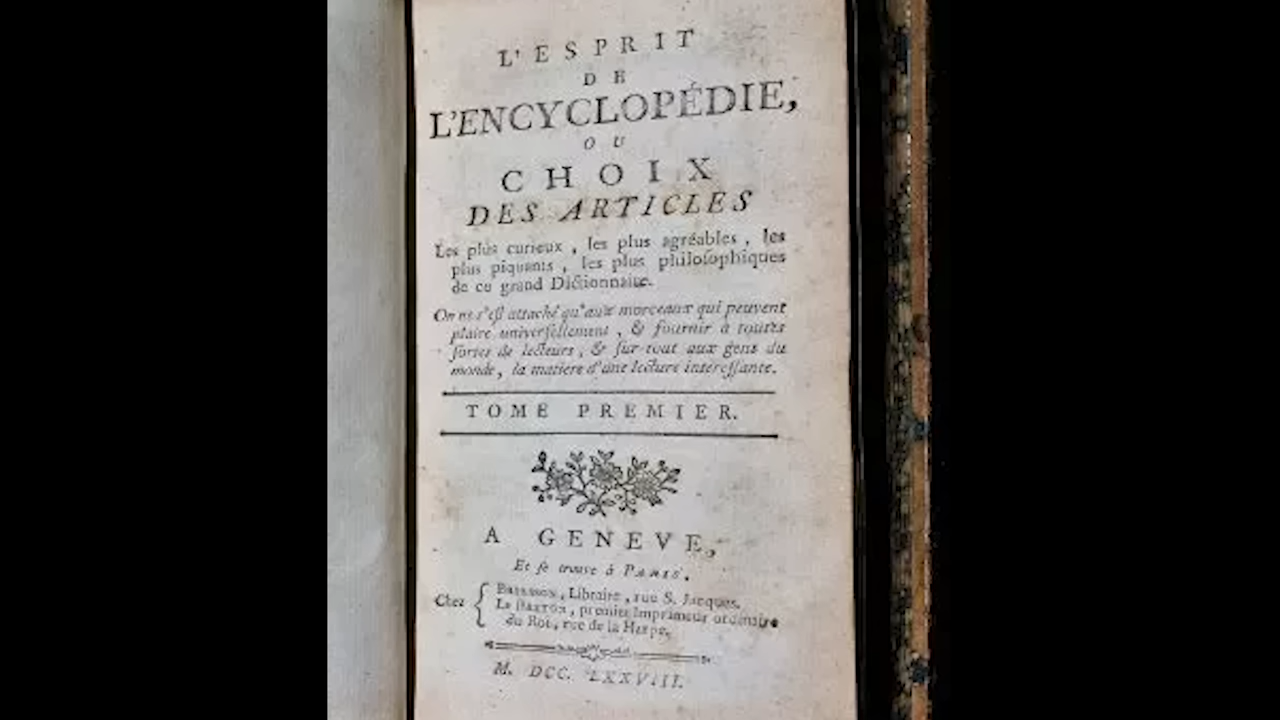 L'ESPRIT
DE
L'ENCYCLOPÉDIE,
OU
CHOIX
DES ARTICLES
Les plus curieux, les plus agréables, les
plus piquants, les plus philoſophiques
de ce grand Dictionnaire.
On ne s'eſt attaché qu'aux morceaux qui peuvent
plaire univerſellement, & fournir à toutes
ſortes de lecteurs, & ſur-tout aux gens du
monde, la matiere d'une lecture intéreſſante.
TOME PREMIER.
A GENEVE,
Et ſe trouve à PARIS.
Chez
, Libraire, rue S. Jacques.
LE BRETON, premier Imprimeur ordinaire
du Roi, rue de la Harpe.
M. DCC. LXXVIII.